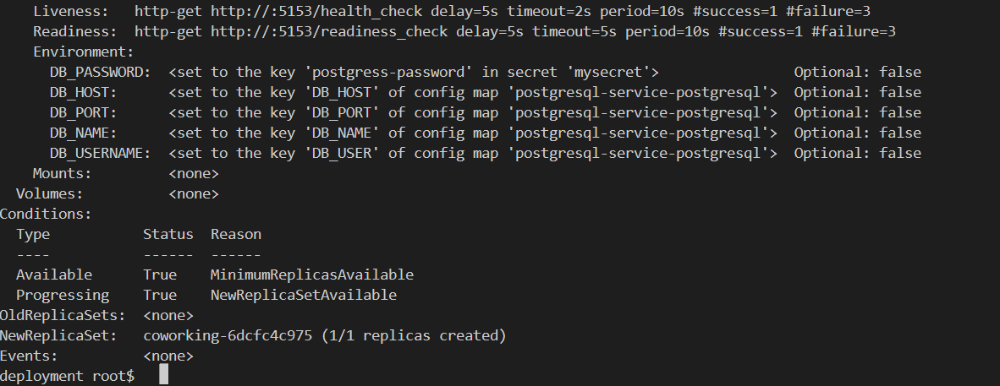 Liveness:   http-get http://:5153/health_check delay=5s timeout=2s period=10s #success=1 #failure=3
Readiness:  http-get http://:5153/readiness_check delay=5s timeout=5s period=10s #success=1 #failure=3
Environment:
DB_PASSWORD:  <set to the key 'postgress-password' in secret 'mysecret'>                Optional: false
DB_HOST:      <set to the key 'DB_HOST' of config map 'postgresql-service-postgresql'>  Optional: false
DB_PORT:      <set to the key 'DB_PORT' of config map 'postgresql-service-postgresql'>  Optional: false
DB_NAME:      <set to the key 'DB_NAME' of config map 'postgresql-service-postgresql'>  Optional: false
DB_USERNAME:  <set to the key 'DB_USER' of config map 'postgresql-service-postgresql'>  Optional: false
Mounts:         <none>
Volumes:          <none>
Conditions:
Type           Status  Reason
----           ------  ------
Available      True    MinimumReplicasAvailable
Progressing    True    NewReplicaSetAvailable
OldReplicaSets:  <none>
NewReplicaSet:   coworking-6dcfc4c975 (1/1 replicas created)
Events:          <none>
deployment root$